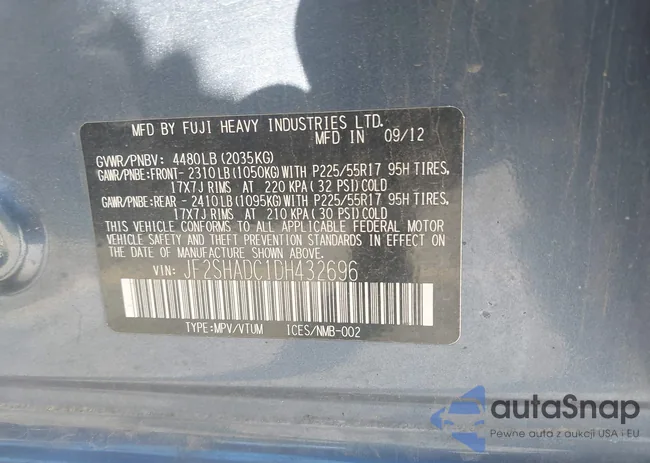 MFD BY FUJI HEAVY INDUSTRIES LTD.
MFD IN 09/12
GVWR/PNBV: 4480LB(2035KG)
GAWR/PNBE:FRONT- 2310LB(1050KG)WITH P225/55R17 95H TIRES,
17X7J RIMS AT 220 KPA(32 PSI)COLD
GAWR/PNBE:REAR - 2410LB(1095KG)WITH P225/55R17 95H TIRES,
17X7J RIMS AT 210 KPA(30 PSI)COLD
THIS VEHICLE CONFORMS TO ALL APPLICABLE FEDERAL MOTOR
VEHICLE SAFETY AND THEFT PREVENTION STANDARDS IN EFFECT ON
THE DATE OF MANUFACTURE SHOWN ABOVE.
VIN: JF2SHADC1DH432696
TYPE:MPV/VTUM ICES/NMB-002
autaSnap
Pewne auta z aukcji USA i EU